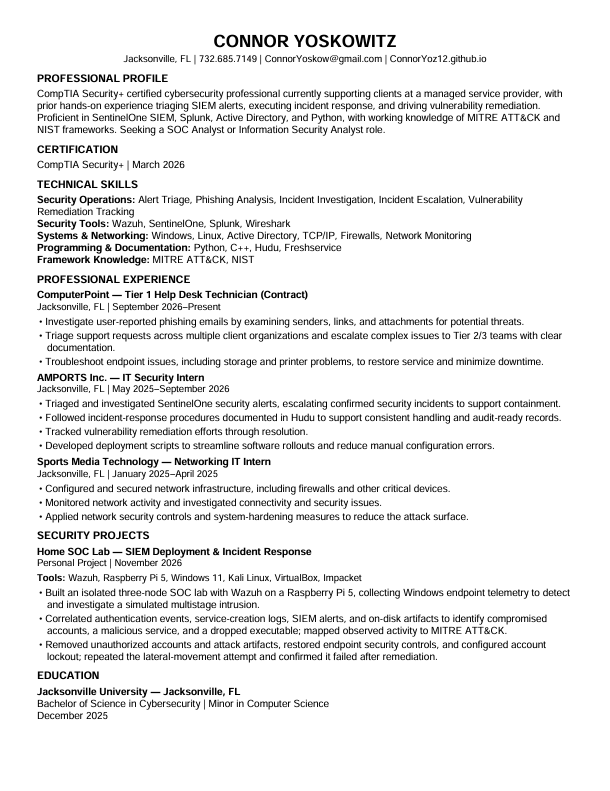 CONNOR YOSKOWITZ
Jacksonville, FL | 732.685.7149 | ConnorYoskow@gmail.com | ConnorYoz12.github.io
PROFESSIONAL PROFILE
CompTIA Security+ certified cybersecurity professional currently supporting clients at a managed service provider, with
prior hands-on experience triaging SIEM alerts, executing incident response, and driving vulnerability remediation.
Proficient in SentinelOne SIEM, Splunk, Active Directory, and Python, with working knowledge of MITRE ATT&CK and
NIST frameworks. Seeking a SOC Analyst or Information Security Analyst role.
CERTIFICATION
CompTIA Security+ | March 2026
TECHNICAL SKILLS
Security Operations: Alert Triage, Phishing Analysis, Incident Investigation, Incident Escalation, Vulnerability
Remediation Tracking
Security Tools: Wazuh, SentinelOne, Splunk, Wireshark
Systems & Networking: Windows, Linux, Active Directory, TCP/IP, Firewalls, Network Monitoring
Programming & Documentation: Python, C++, Hudu, Freshservice
Framework Knowledge: MITRE ATT&CK, NIST
PROFESSIONAL EXPERIENCE
ComputerPoint — Tier 1 Help Desk Technician (Contract)
Jacksonville, FL | September 2026–Present
• Investigate user-reported phishing emails by examining senders, links, and attachments for potential threats.
• Triage support requests across multiple client organizations and escalate complex issues to Tier 2/3 teams with clear
documentation.
• Troubleshoot endpoint issues, including storage and printer problems, to restore service and minimize downtime.
AMPORTS Inc. — IT Security Intern
Jacksonville, FL | May 2025–September 2026
• Triaged and investigated SentinelOne security alerts, escalating confirmed security incidents to support containment.
• Followed incident-response procedures documented in Hudu to support consistent handling and audit-ready records.
• Tracked vulnerability remediation efforts through resolution.
• Developed deployment scripts to streamline software rollouts and reduce manual configuration errors.
Sports Media Technology — Networking IT Intern
Jacksonville, FL | January 2025–April 2025
• Configured and secured network infrastructure, including firewalls and other critical devices.
• Monitored network activity and investigated connectivity and security issues.
• Applied network security controls and system-hardening measures to reduce the attack surface.
SECURITY PROJECTS
Home SOC Lab — SIEM Deployment & Incident Response
Personal Project | November 2026
Tools: Wazuh, Raspberry Pi 5, Windows 11, Kali Linux, VirtualBox, Impacket
• Built an isolated three-node SOC lab with Wazuh on a Raspberry Pi 5, collecting Windows endpoint telemetry to detect
and investigate a simulated multistage intrusion.
• Correlated authentication events, service-creation logs, SIEM alerts, and on-disk artifacts to identify compromised
accounts, a malicious service, and a dropped executable; mapped observed activity to MITRE ATT&CK.
• Removed unauthorized accounts and attack artifacts, restored endpoint security controls, and configured account
lockout; repeated the lateral-movement attempt and confirmed it failed after remediation.
EDUCATION
Jacksonville University — Jacksonville, FL
Bachelor of Science in Cybersecurity | Minor in Computer Science
December 2025